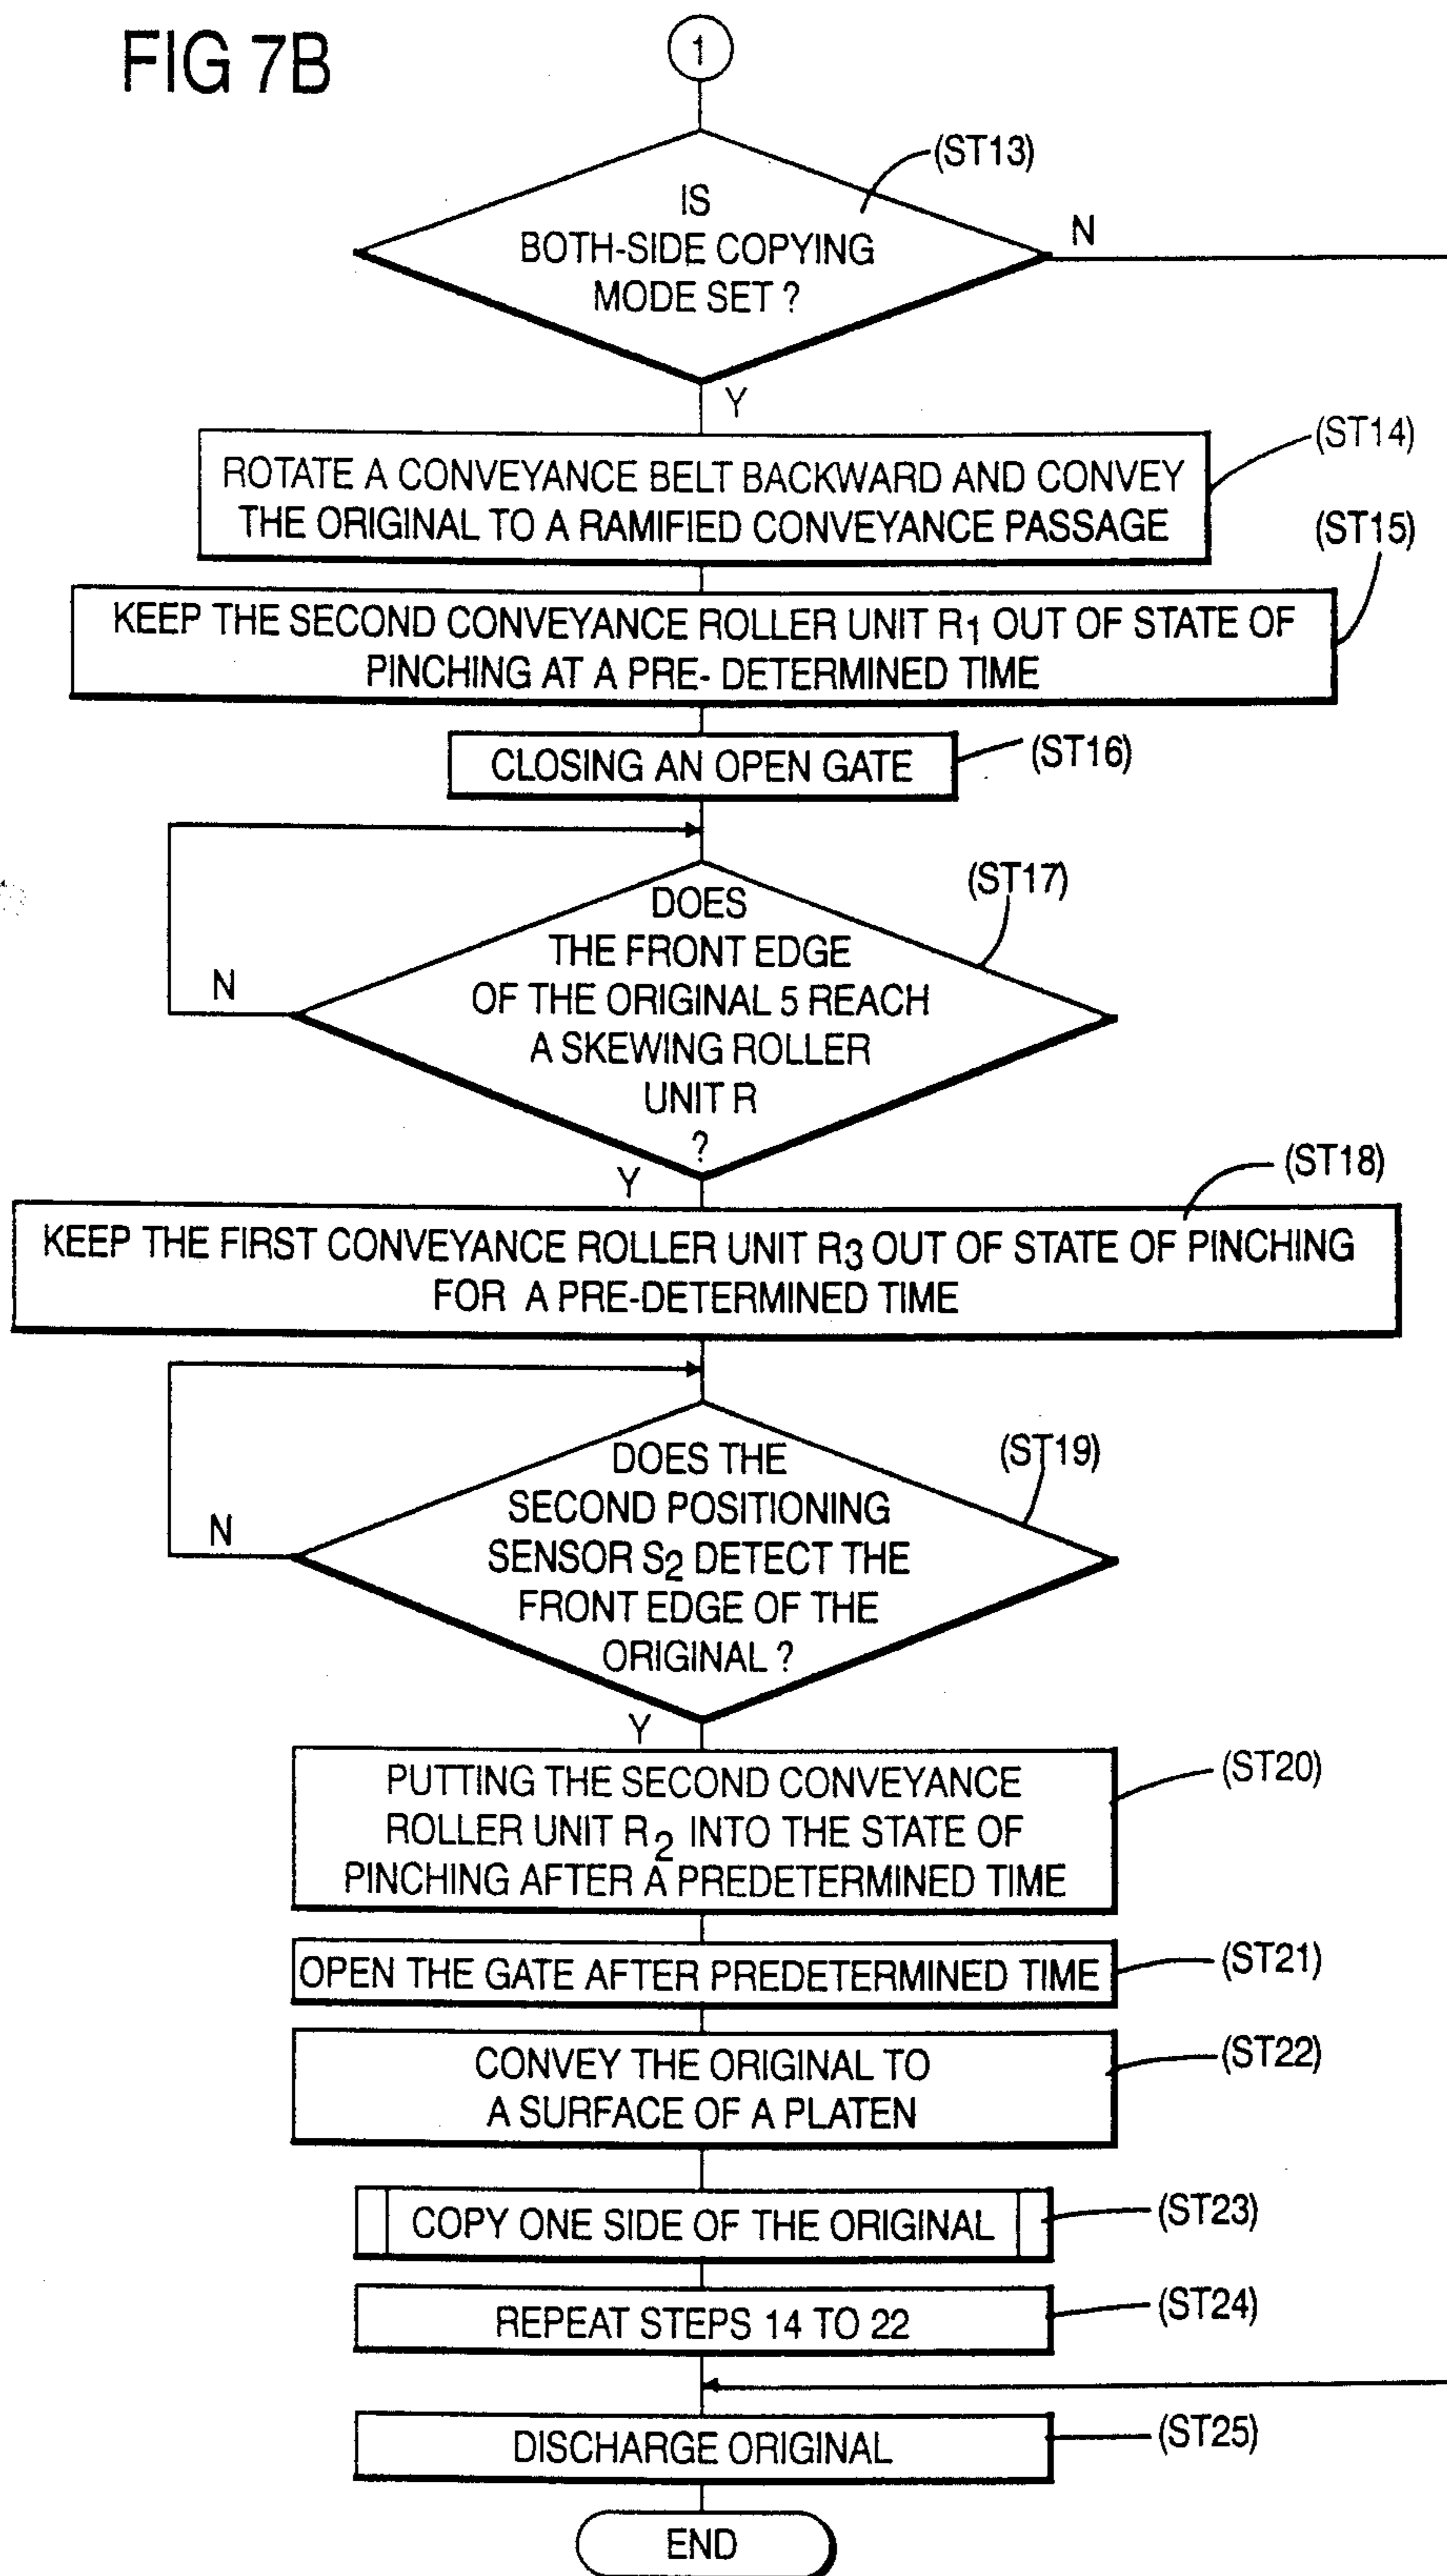 FIG 7B
1
(ST13)
IS
BOTH-SIDE COPYING
MODE SET ?
N
Y
(ST14)
ROTATE A CONVEYANCE BELT BACKWARD AND CONVEY
THE ORIGINAL TO A RAMIFIED CONVEYANCE PASSAGE
(ST15)
KEEP THE SECOND CONVEYANCE ROLLER UNIT R1 OUT OF STATE OF
PINCHING AT A PRE- DETERMINED TIME
CLOSING AN OPEN GATE
(ST16)
(ST17)
DOES
THE FRONT EDGE
OF THE ORIGINAL 5 REACH
A SKEWING ROLLER
UNIT R
?
N
Y
(ST18)
KEEP THE FIRST CONVEYANCE ROLLER UNIT R3 OUT OF STATE OF PINCHING
FOR A PRE-DETERMINED TIME
(ST19)
DOES THE
SECOND POSITIONING
SENSOR S2 DETECT THE
FRONT EDGE OF THE
ORIGINAL ?
N
Y
(ST20)
PUTTING THE SECOND CONVEYANCE
ROLLER UNIT R2 INTO THE STATE OF
PINCHING AFTER A PREDETERMINED TIME
OPEN THE GATE AFTER PREDETERMINED TIME
(ST21)
CONVEY THE ORIGINAL TO
A SURFACE OF A PLATEN
(ST22)
COPY ONE SIDE OF THE ORIGINAL
(ST23)
REPEAT STEPS 14 TO 22
(ST24)
DISCHARGE ORIGINAL
(ST25)
END